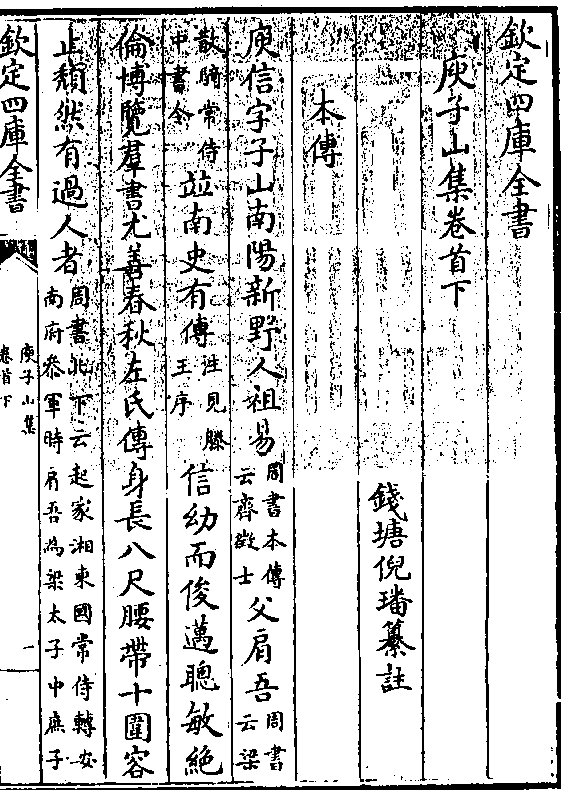 欽定四庫全書
庾子山集卷首下
錢塘倪璠纂註
本傳
庾信字子山南陽新野人祖易周書本傳云齊徵士父肩吾周書云梁
散騎常侍中書令並南史有傳注見滕王序信幼而俊邁聰敏絶
倫博覽羣書尤善春秋左氏傳身長八尺腰帶十圍容
止頽然有過人者周書北下云起家湘東國常侍轉安南府參軍時肩吾為梁太子中庶子
欽定四庫全書
庾子山集
卷首下
一